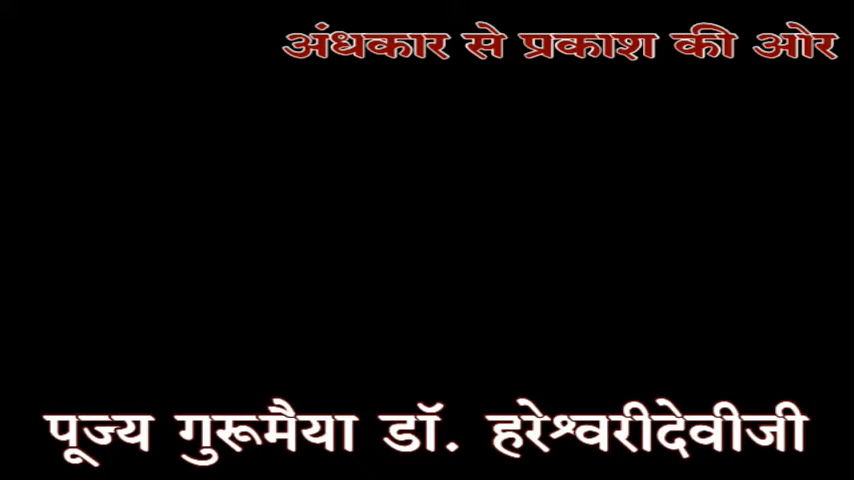 अंधकार से प्रकाश की ओर
पूज्य गुरूमैया डॉ. हरेश्वरीदेवीजी